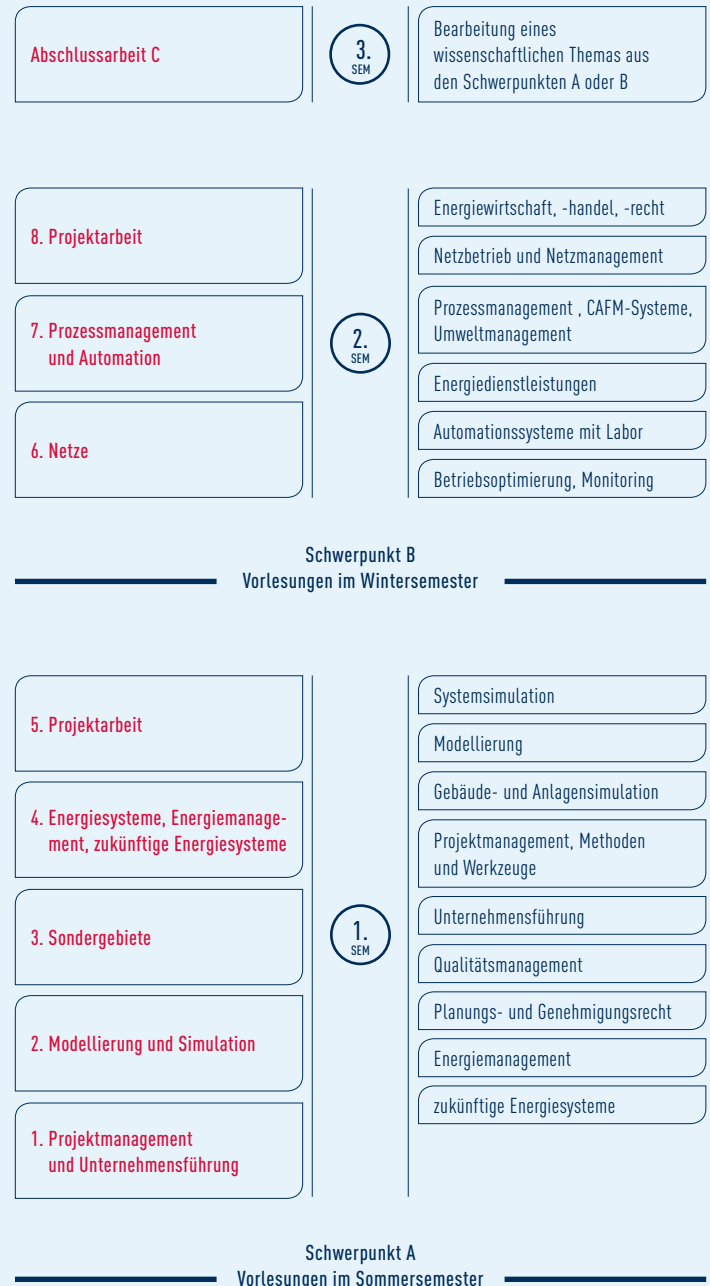 Abschlussarbeit C
3.
SEM
Bearbeitung eines
wissenschaftlichen Themas aus
den Schwerpunkten A oder B
8. Projektarbeit
7. Prozessmanagement
und Automation
6. Netze
2.
SEM
Energiewirtschaft, -handel, -recht
Netzbetrieb und Netzmanagement
Prozessmanagement , CAFM-Systeme,
Umweltmanagement
Energiedienstleistungen
Automationssysteme mit Labor
Betriebsoptimierung, Monitoring
Schwerpunkt B
Vorlesungen im Wintersemester
5. Projektarbeit
4. Energiesysteme, Energiemanage-
ment, zukünftige Energiesysteme
3. Sondergebiete
2. Modellierung und Simulation
1. Projektmanagement
und Unternehmensführung
1.
SEM
Systemsimulation
Modellierung
Gebäude- und Anlagensimulation
Projektmanagement, Methoden
und Werkzeuge
Unternehmensführung
Qualitätsmanagement
Planungs- und Genehmigungsrecht
Energiemanagement
zukünftige Energiesysteme
Schwerpunkt A
Vorlesungen im Sommersemester